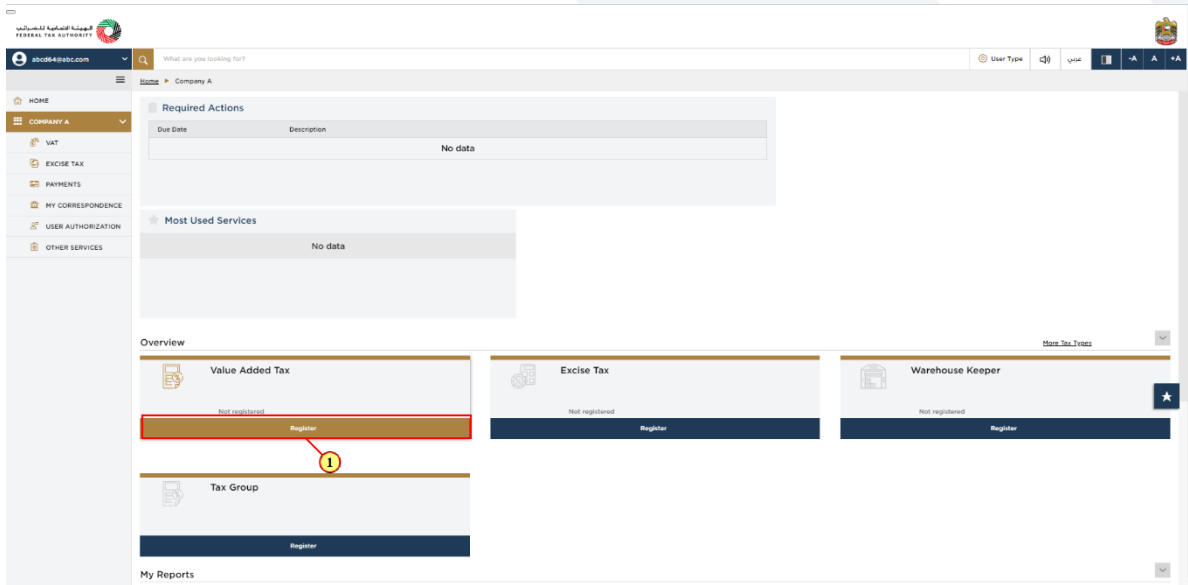 الهيئة الاتحادية للضرائب
FEDERAL TAX AUTHORITY
abcd64@abc.com
What are you looking for?
User Type
عربي
-A A +A
Home Company A
HOME
COMPANY A
VAT
EXCISE TAX
PAYMENTS
MY CORRESPONDENCE
USER AUTHORIZATION
OTHER SERVICES
Required Actions
Due Date Description
No data
Most Used Services
No data
Overview
More Tax Types
Value Added Tax
Not registered
Register
1
Excise Tax
Not registered
Register
Warehouse Keeper
Not registered
Register
Tax Group
Register
My Reports